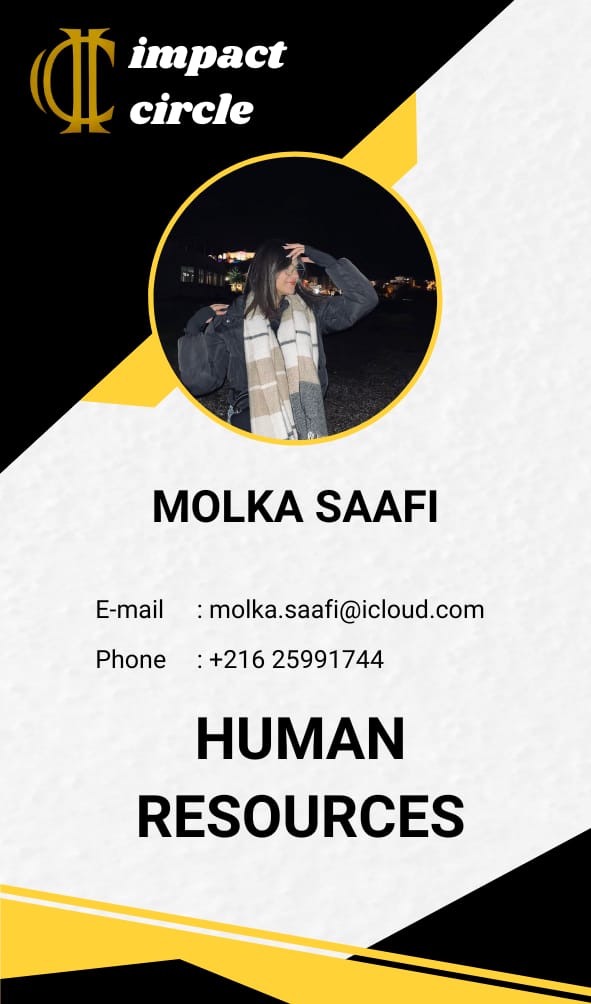 impact
circle
MOLKA SAAFI
E-mail : molka.saafi@icloud.com
Phone : +216 25991744
HUMAN
RESOURCES